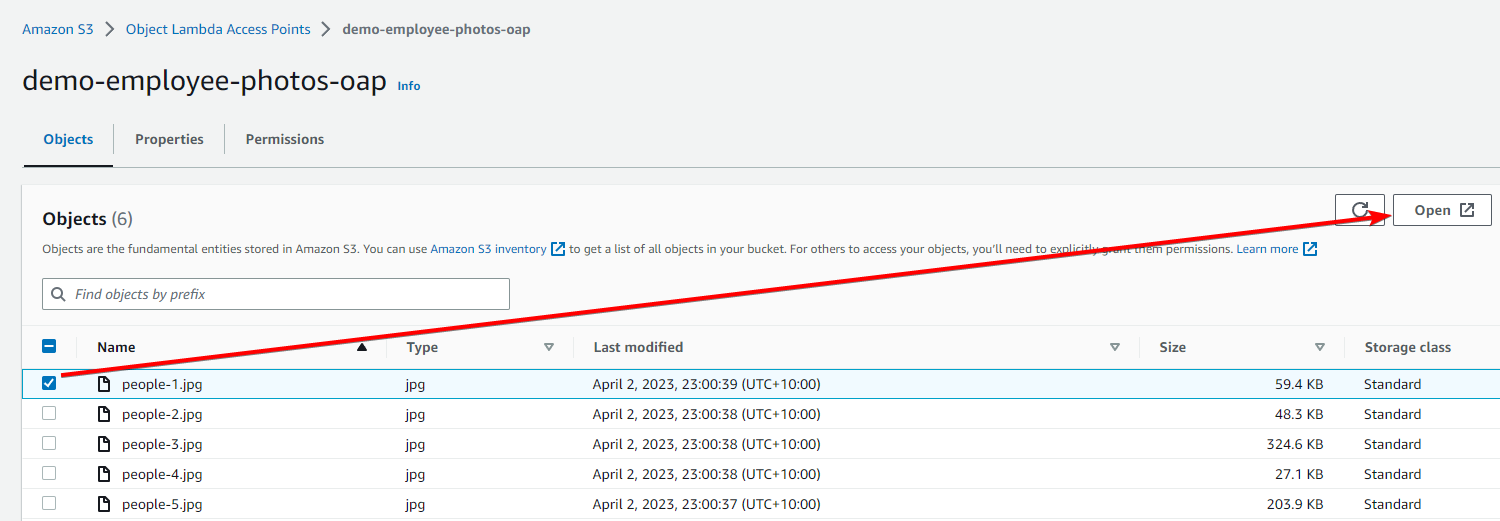 Amazon S3 > Object Lambda Access Points > demo-employee-photos-oap
demo-employee-photos-oap Info
Objects Properties Permissions
Objects (6)
Open
Objects are the fundamental entities stored in Amazon S3. You can use Amazon S3 inventory to get a list of all objects in your bucket. For others to access your objects, you'll need to explicitly grant them permissions. Learn more
Find objects by prefix
Name Type Last modified Size Storage class
people-1.jpg jpg April 2, 2023, 23:00:39 (UTC+10:00) 59.4 KB Standard
people-2.jpg jpg April 2, 2023, 23:00:38 (UTC+10:00) 48.3 KB Standard
people-3.jpg jpg April 2, 2023, 23:00:38 (UTC+10:00) 324.6 KB Standard
people-4.jpg jpg April 2, 2023, 23:00:38 (UTC+10:00) 27.1 KB Standard
people-5.jpg jpg April 2, 2023, 23:00:37 (UTC+10:00) 203.9 KB Standard